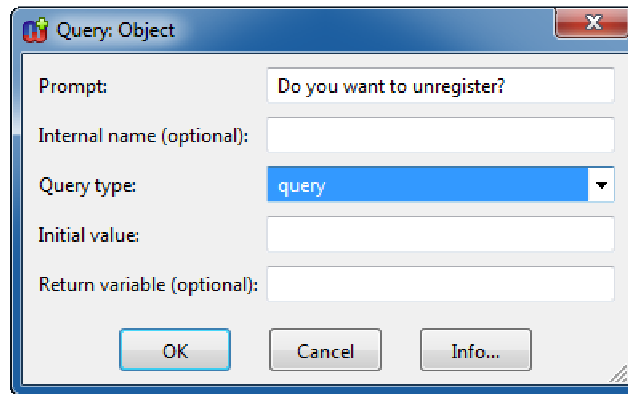 Query: Object
Prompt: Do you want to unregister?
Internal name (optional):
Query type: query
Initial value:
Return variable (optional):
OK Cancel Info...